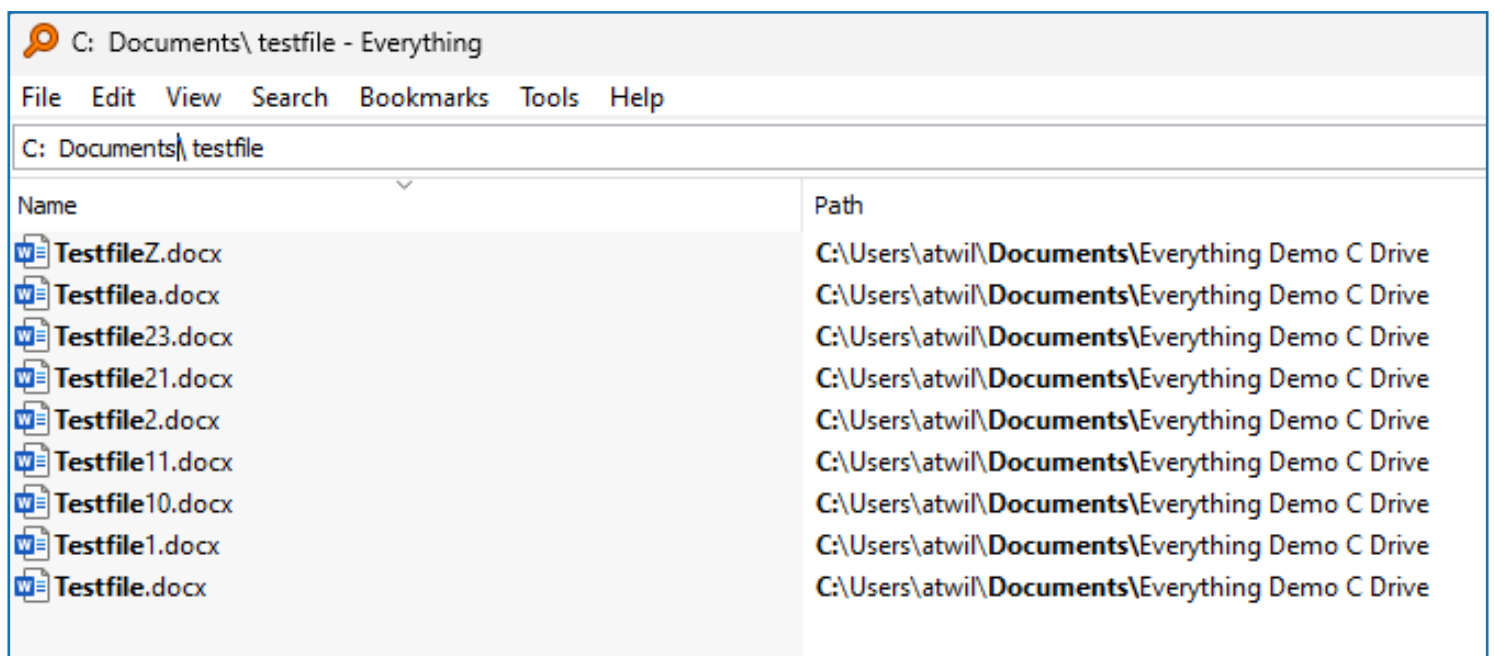 C:  Documents\ testfile - Everything
File Edit View Search Bookmarks Tools Help
C:  Documents\ testfile
Name Path
TestfileZ.docx C:\Users\atwil\Documents\Everything Demo C Drive
Testfilea.docx C:\Users\atwil\Documents\Everything Demo C Drive
Testfile23.docx C:\Users\atwil\Documents\Everything Demo C Drive
Testfile21.docx C:\Users\atwil\Documents\Everything Demo C Drive
Testfile2.docx C:\Users\atwil\Documents\Everything Demo C Drive
Testfile11.docx C:\Users\atwil\Documents\Everything Demo C Drive
Testfile10.docx C:\Users\atwil\Documents\Everything Demo C Drive
Testfile1.docx C:\Users\atwil\Documents\Everything Demo C Drive
Testfile.docx C:\Users\atwil\Documents\Everything Demo C Drive